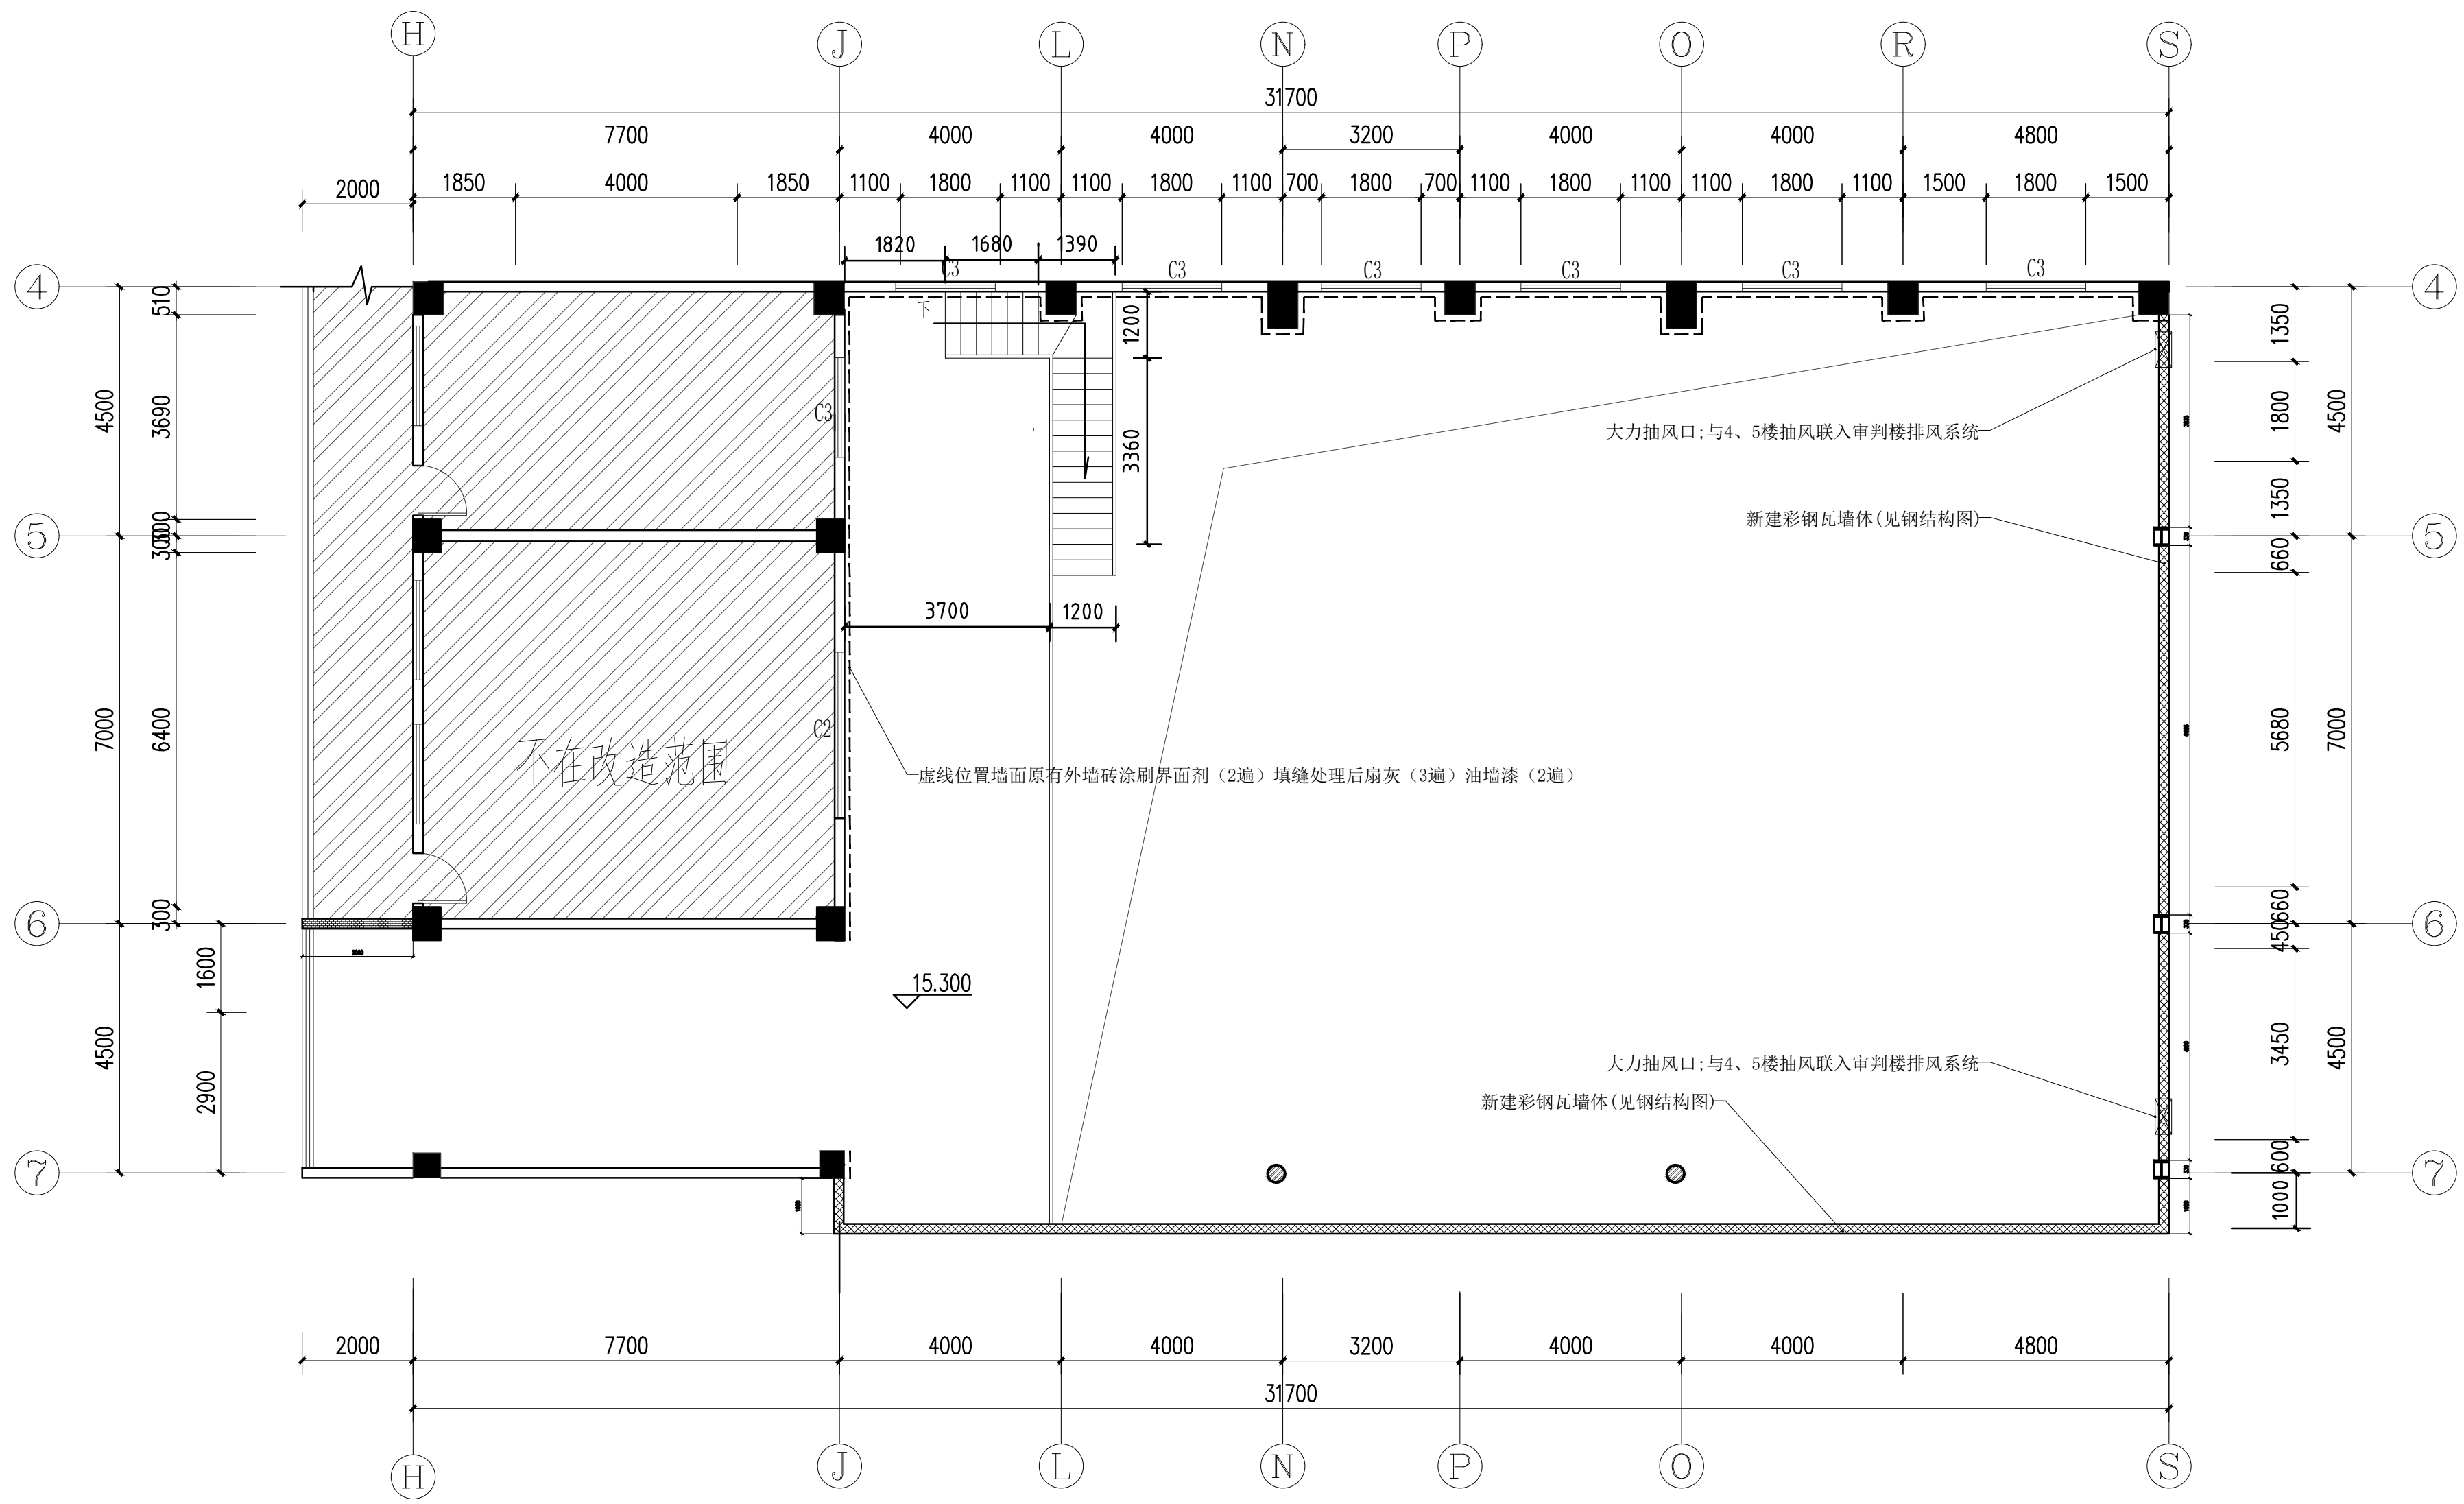 H J L N P O R S
31700
7700 4000 4000 3200 4000 4000 4800
2000 1850 4000 1850 1100 1800 1100 1100 1800 1100 700 1800 700 1100 1800 1100 1100 1800 1100 1500 1800 1500
1820 1680 1390
C3 C3 C3 C3 C3 C3
4 4
510 下 1200 1350
4500 3690 C3 3360 1800 4500
大力抽风口;与4、5楼抽风联入审判楼排风系统
新建彩钢瓦墙体(见钢结构图)
1350
5 5
300 300
660
3700 1200
7000 6400 C2 5680 7000
不在改造范围
虚线位置墙面原有外墙砖涂刷界面剂（2遍）填缝处理后扇灰（3遍）油墙漆（2遍）
300 660
6 6
450
2000
1600 15.300
4500 2900 3450 4500
大力抽风口;与4、5楼抽风联入审判楼排风系统
新建彩钢瓦墙体(见钢结构图)
600
7 7
1000
2000 7700 4000 4000 3200 4000 4000 4800
31700
H J L N P O S